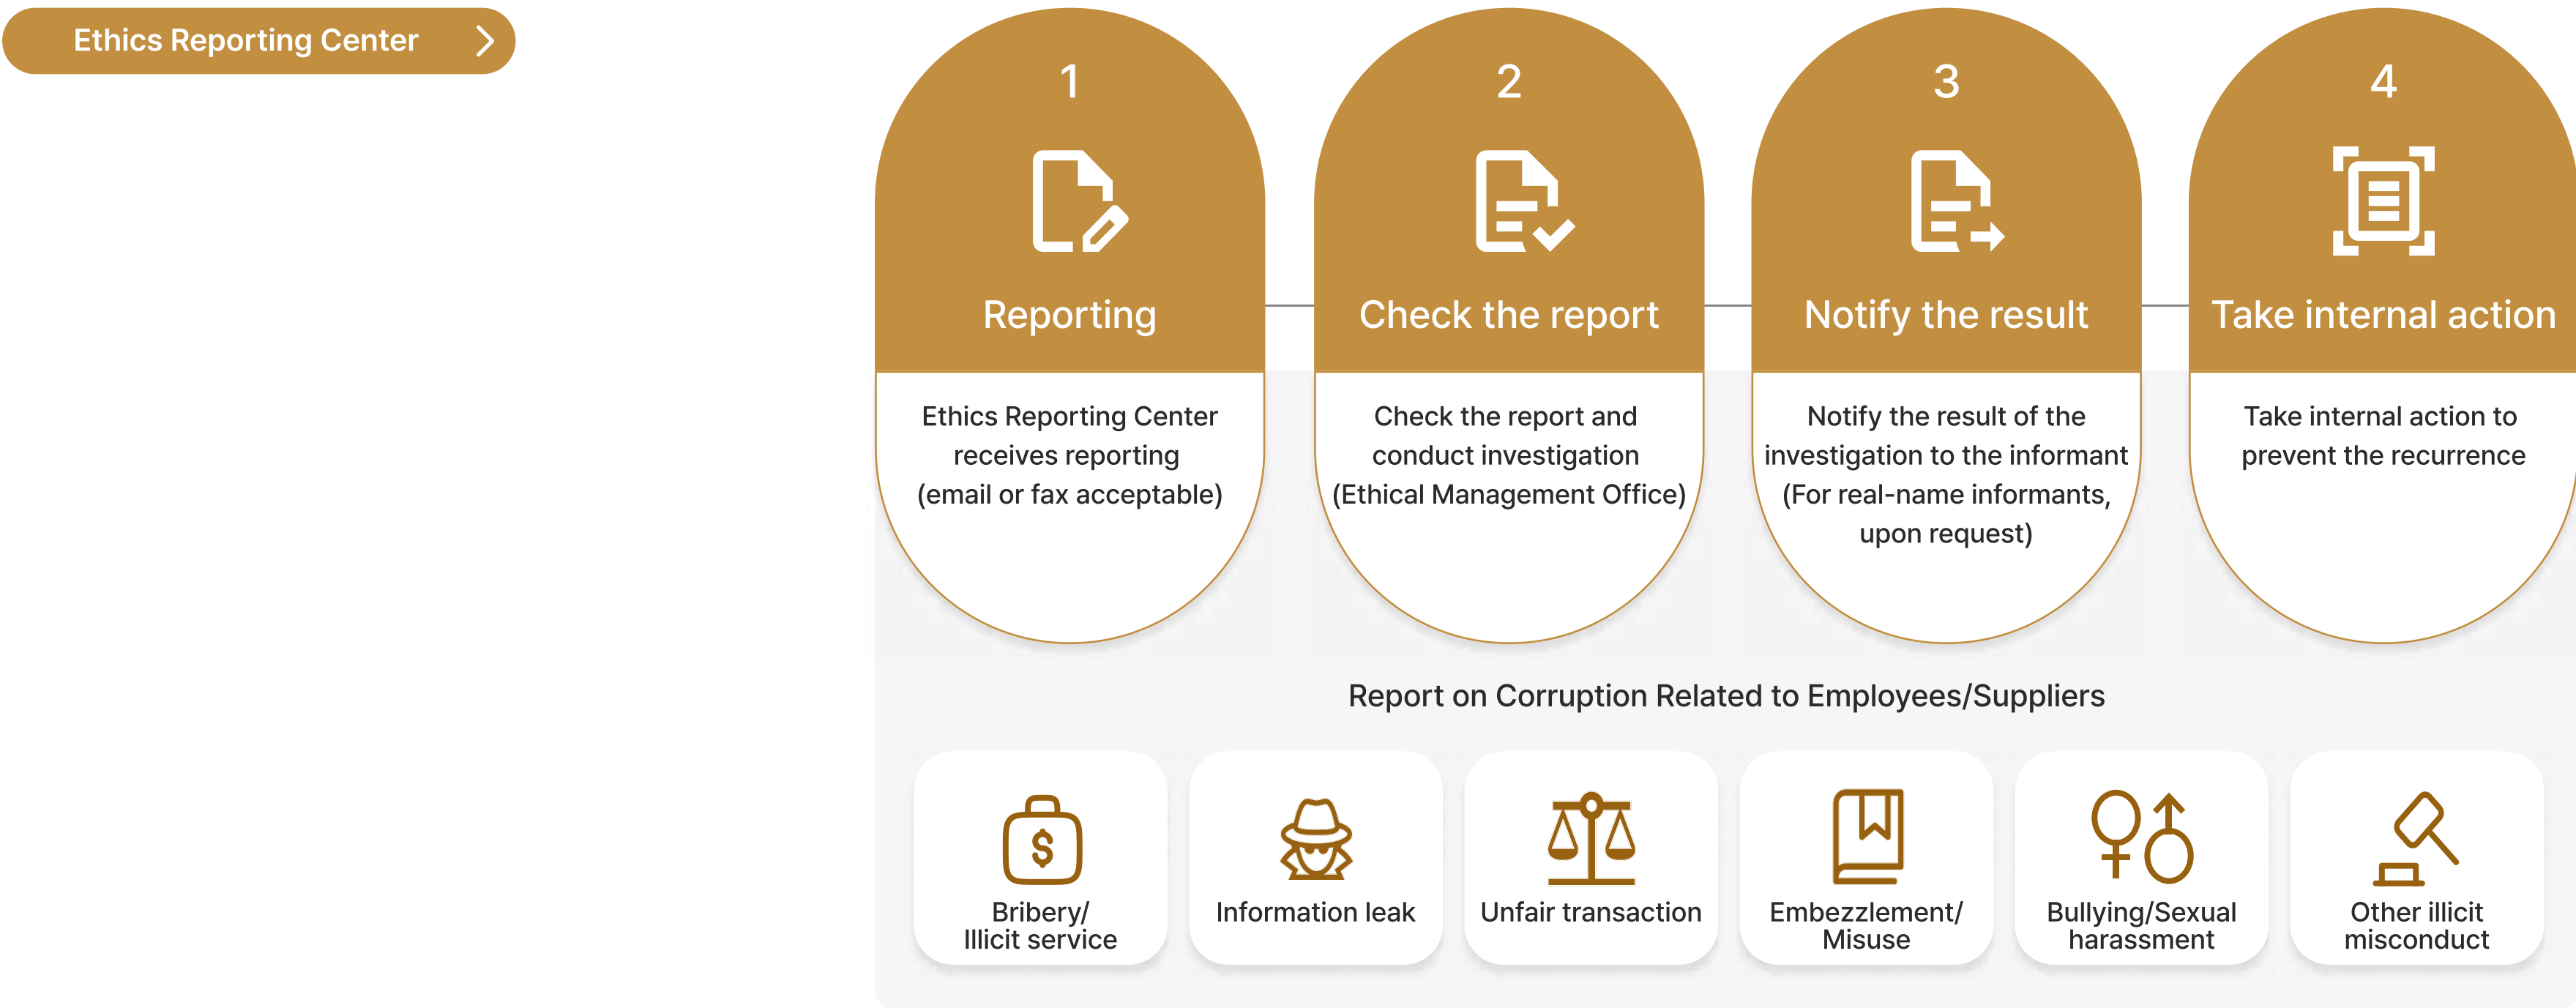 Ethics Reporting Center
1
Reporting
Ethics Reporting Center
receives reporting
(email or fax acceptable)
2
Check the report
Check the report and
conduct investigation
(Ethical Management Office)
3
Notify the result
Notify the result of the
investigation to the informant
(For real-name informants,
upon request)
4
Take internal action
Take internal action to
prevent the recurrence
Report on Corruption Related to Employees/Suppliers
$
Bribery/
Illicit service
Information leak
Unfair transaction
Embezzlement/
Misuse
Bullying/Sexual
harassment
Other illicit
misconduct